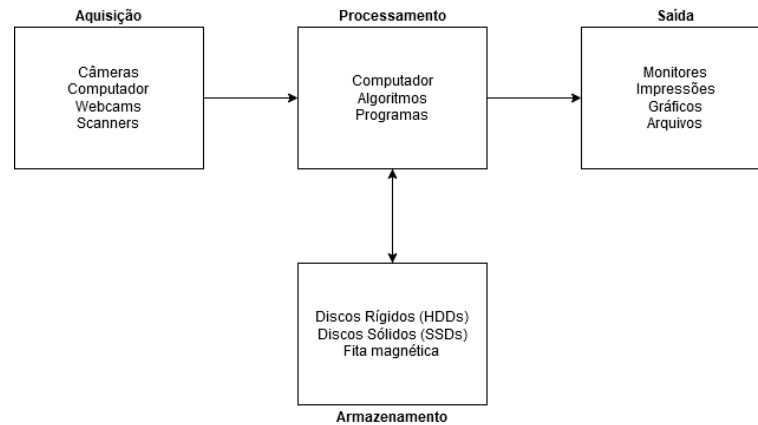 Aquisição
Câmeras
Computador
Webcams
Scanners
Processamento
Computador
Algoritmos
Programas
Saída
Monitores
Impressões
Gráficos
Arquivos
Discos Rígidos (HDDs)
Discos Sólidos (SSDs)
Fita magnética
Armazenamento